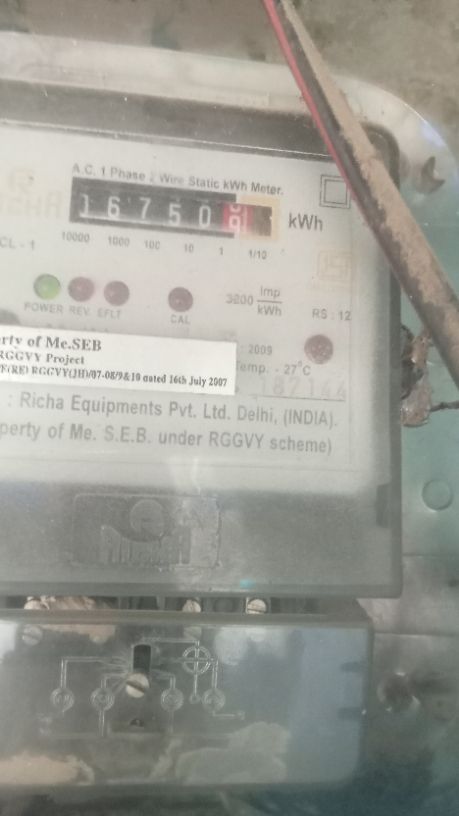 A.C. 1 Phase 2 Wire Static kWh Meter.
16750 kWh
CL - 1
10000 1000 100 10 1 1/10
POWER REV. EFLT CAL
3200 Imp/kWh
RS : 12
: 2009
Temp. - 27°C
187144
rty of Me.SEB
RGGVY Project
RGGVY(JH)/07-08/9&10 dated 16th July 2007
: Richa Equipments Pvt. Ltd. Delhi, (INDIA).
perty of Me. S.E.B. under RGGVY scheme)